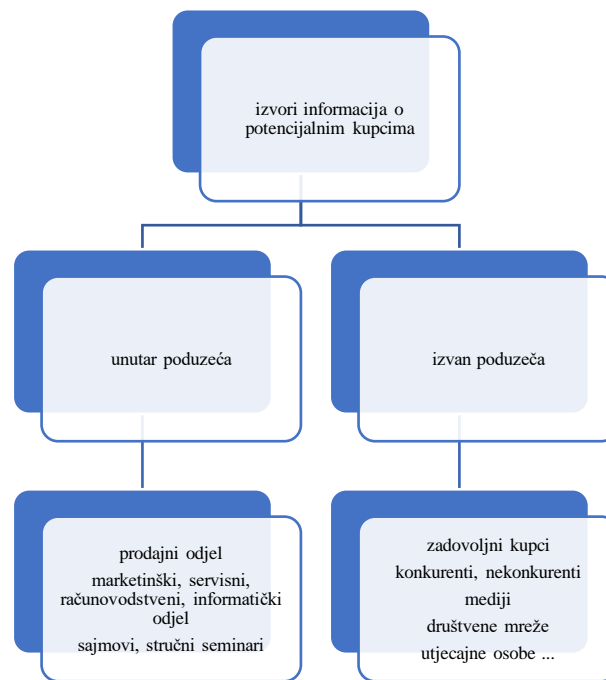 izvori informacija o
potencijalnim kupcima
unutar poduzeća
izvan poduzeča
prodajni odjel
marketinški, servisni,
računovodstveni, informatički
odjel
sajmovi, stručni seminari
zadovoljni kupci
konkurenti, nekonkurenti
mediji
društvene mreže
utjecajne osobe ...